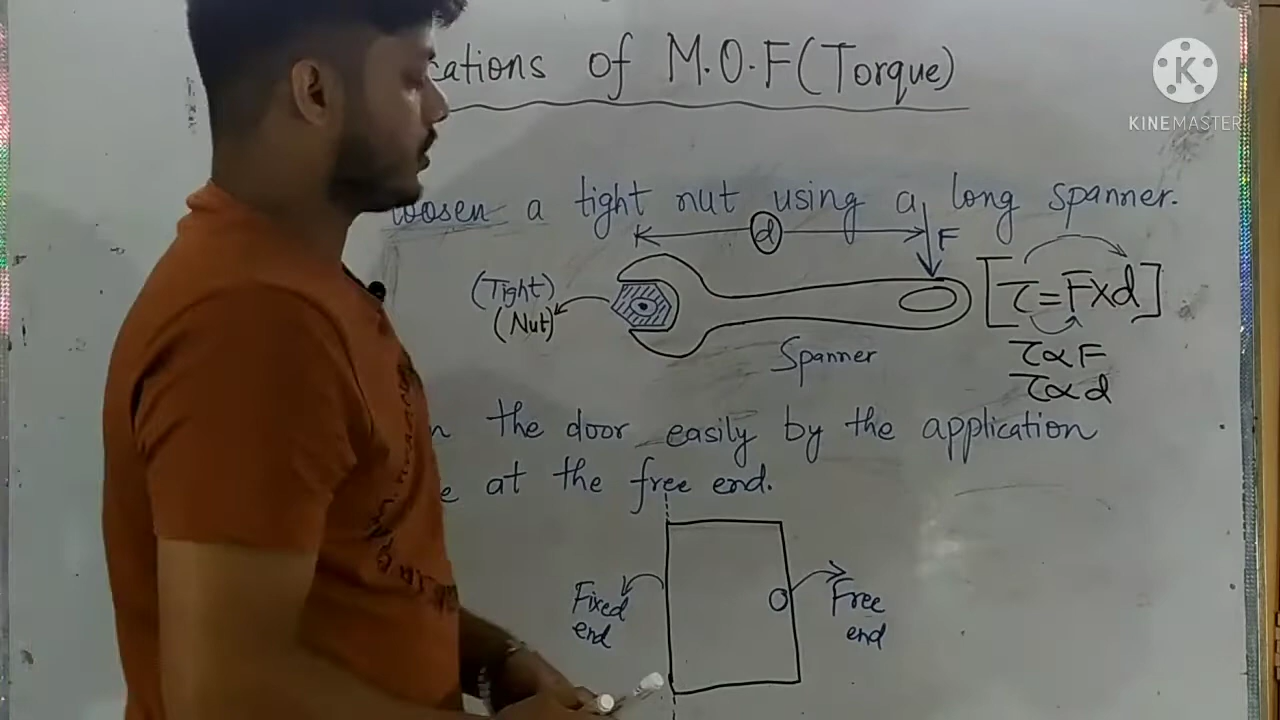 cations of M.O.F (Torque)
KINEMASTER
loosen a tight nut using a long spanner.
d
F
(Tight)
(Nut)
[τ = F×d]
Spanner
τ ∝ F
τ ∝ d
n the door easily by the application
e at the free end.
Fixed
end
Free
end